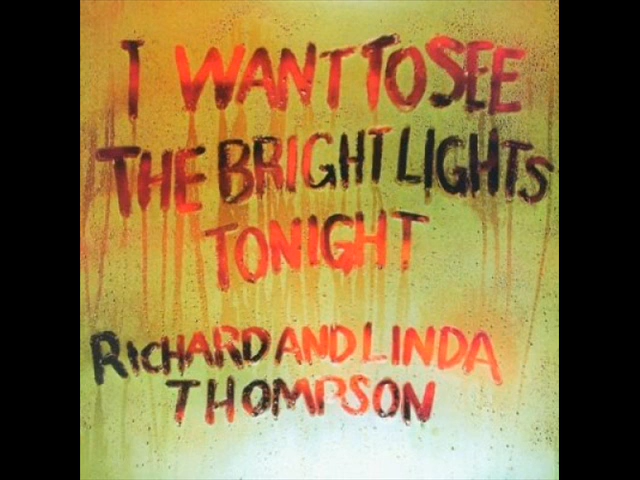 I WANT TO SEE
THE BRIGHT LIGHTS
TONIGHT
RICHARD AND LINDA
THOMPSON